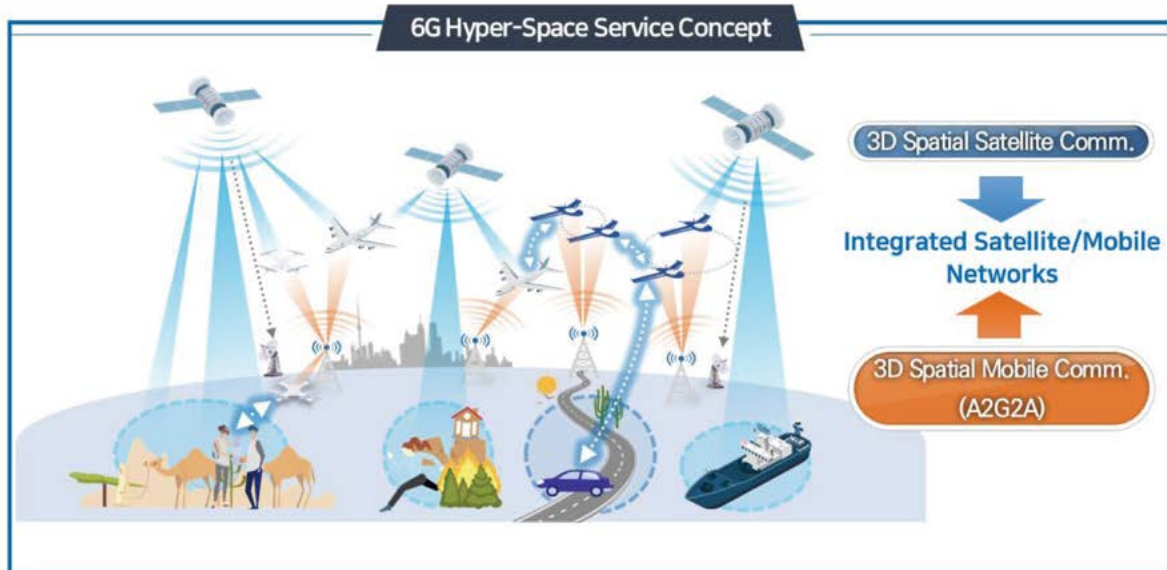 6G Hyper-Space Service Concept
3D Spatial Satellite Comm.
Integrated Satellite/Mobile
Networks
3D Spatial Mobile Comm.
(A2G2A)